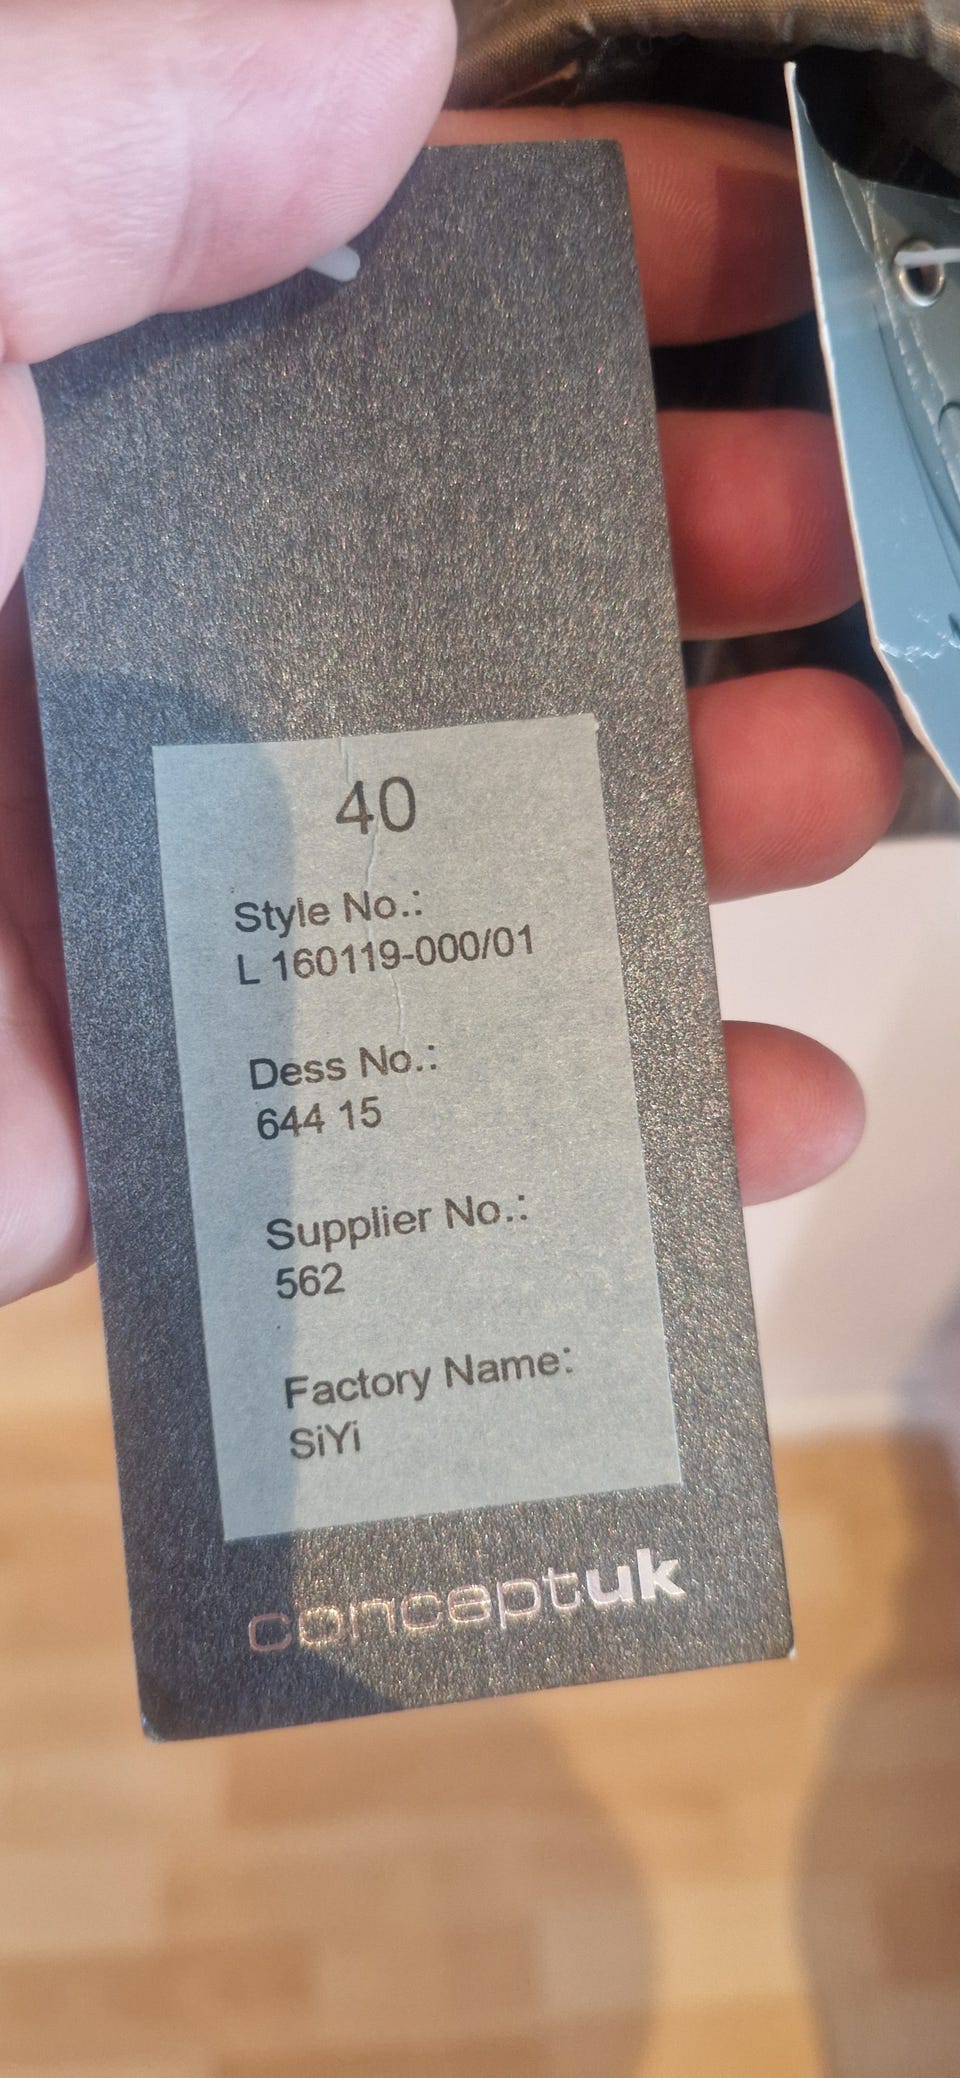 40
Style No.:
L 160119-000/01
Dess No.:
644 15
Supplier No.:
562
Factory Name:
SiYi
conceptuk